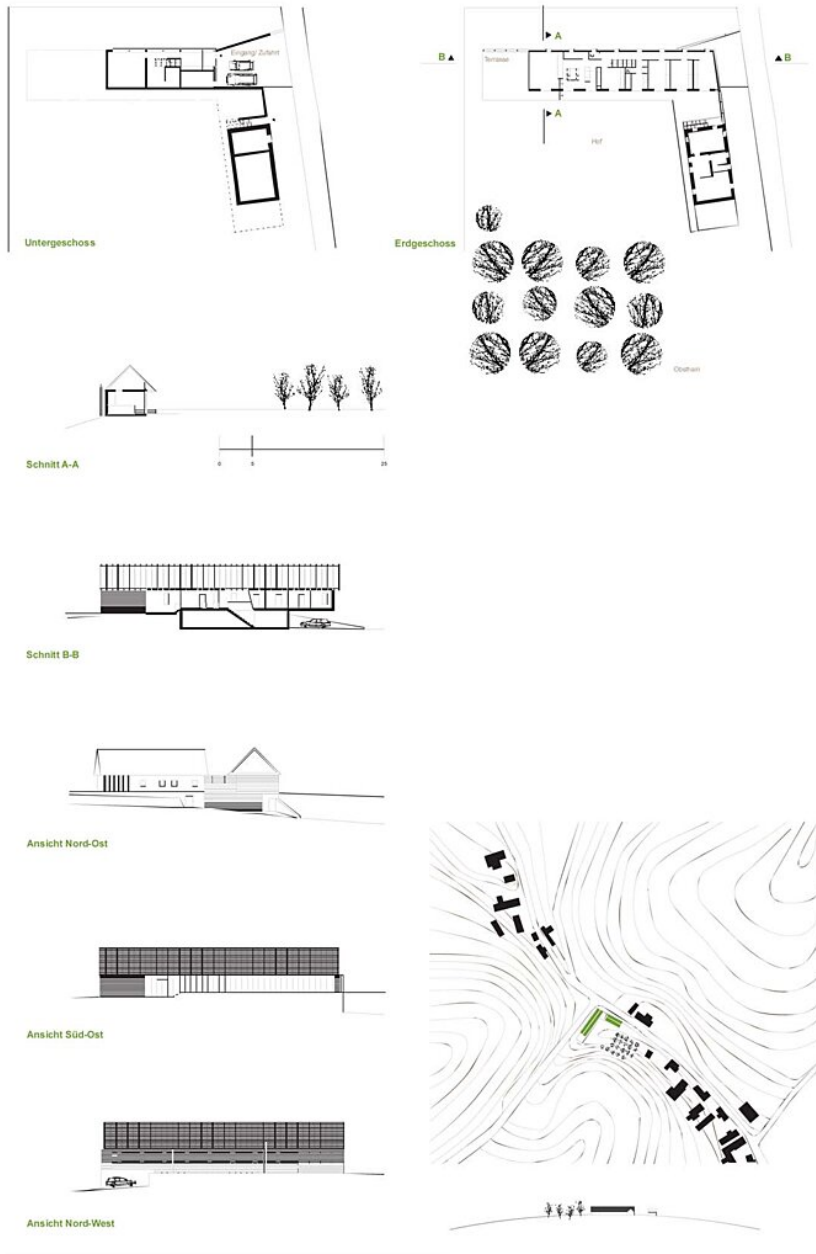 Eingang/ Zufahrt
Untergeschoss
A
B
B
Terrasse
A
Hof
Erdgeschoss
Obsthain
0 5 25
Schnitt A-A
Schnitt B-B
Ansicht Nord-Ost
Ansicht Süd-Ost
Ansicht Nord-West